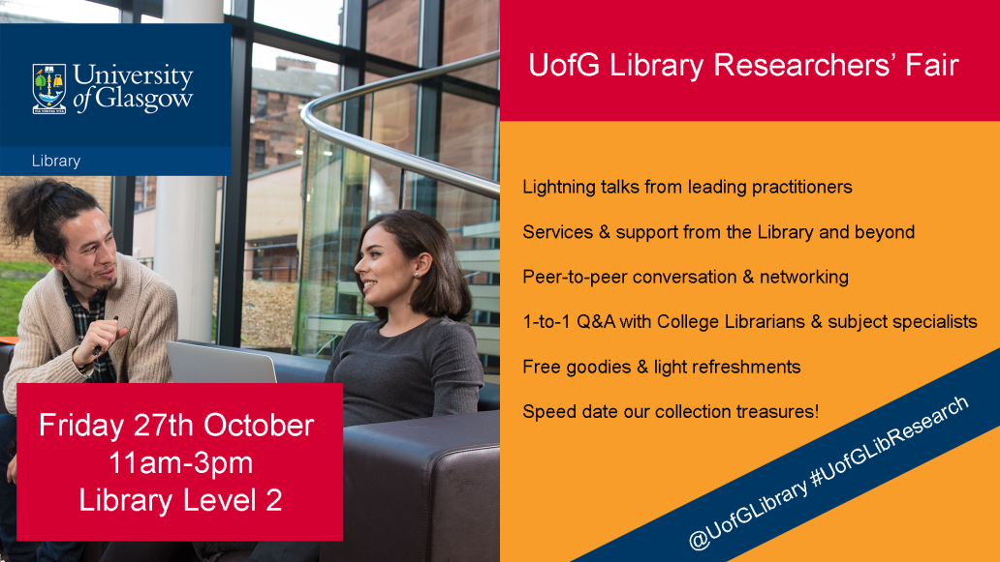 University
of Glasgow
Library
Friday 27th October
11am-3pm
Library Level 2
UofG Library Researchers' Fair
Lightning talks from leading practitioners
Services & support from the Library and beyond
Peer-to-peer conversation & networking
1-to-1 Q&A with College Librarians & subject specialists
Free goodies & light refreshments
Speed date our collection treasures!
@UofGLibrary #UofGLibResearch